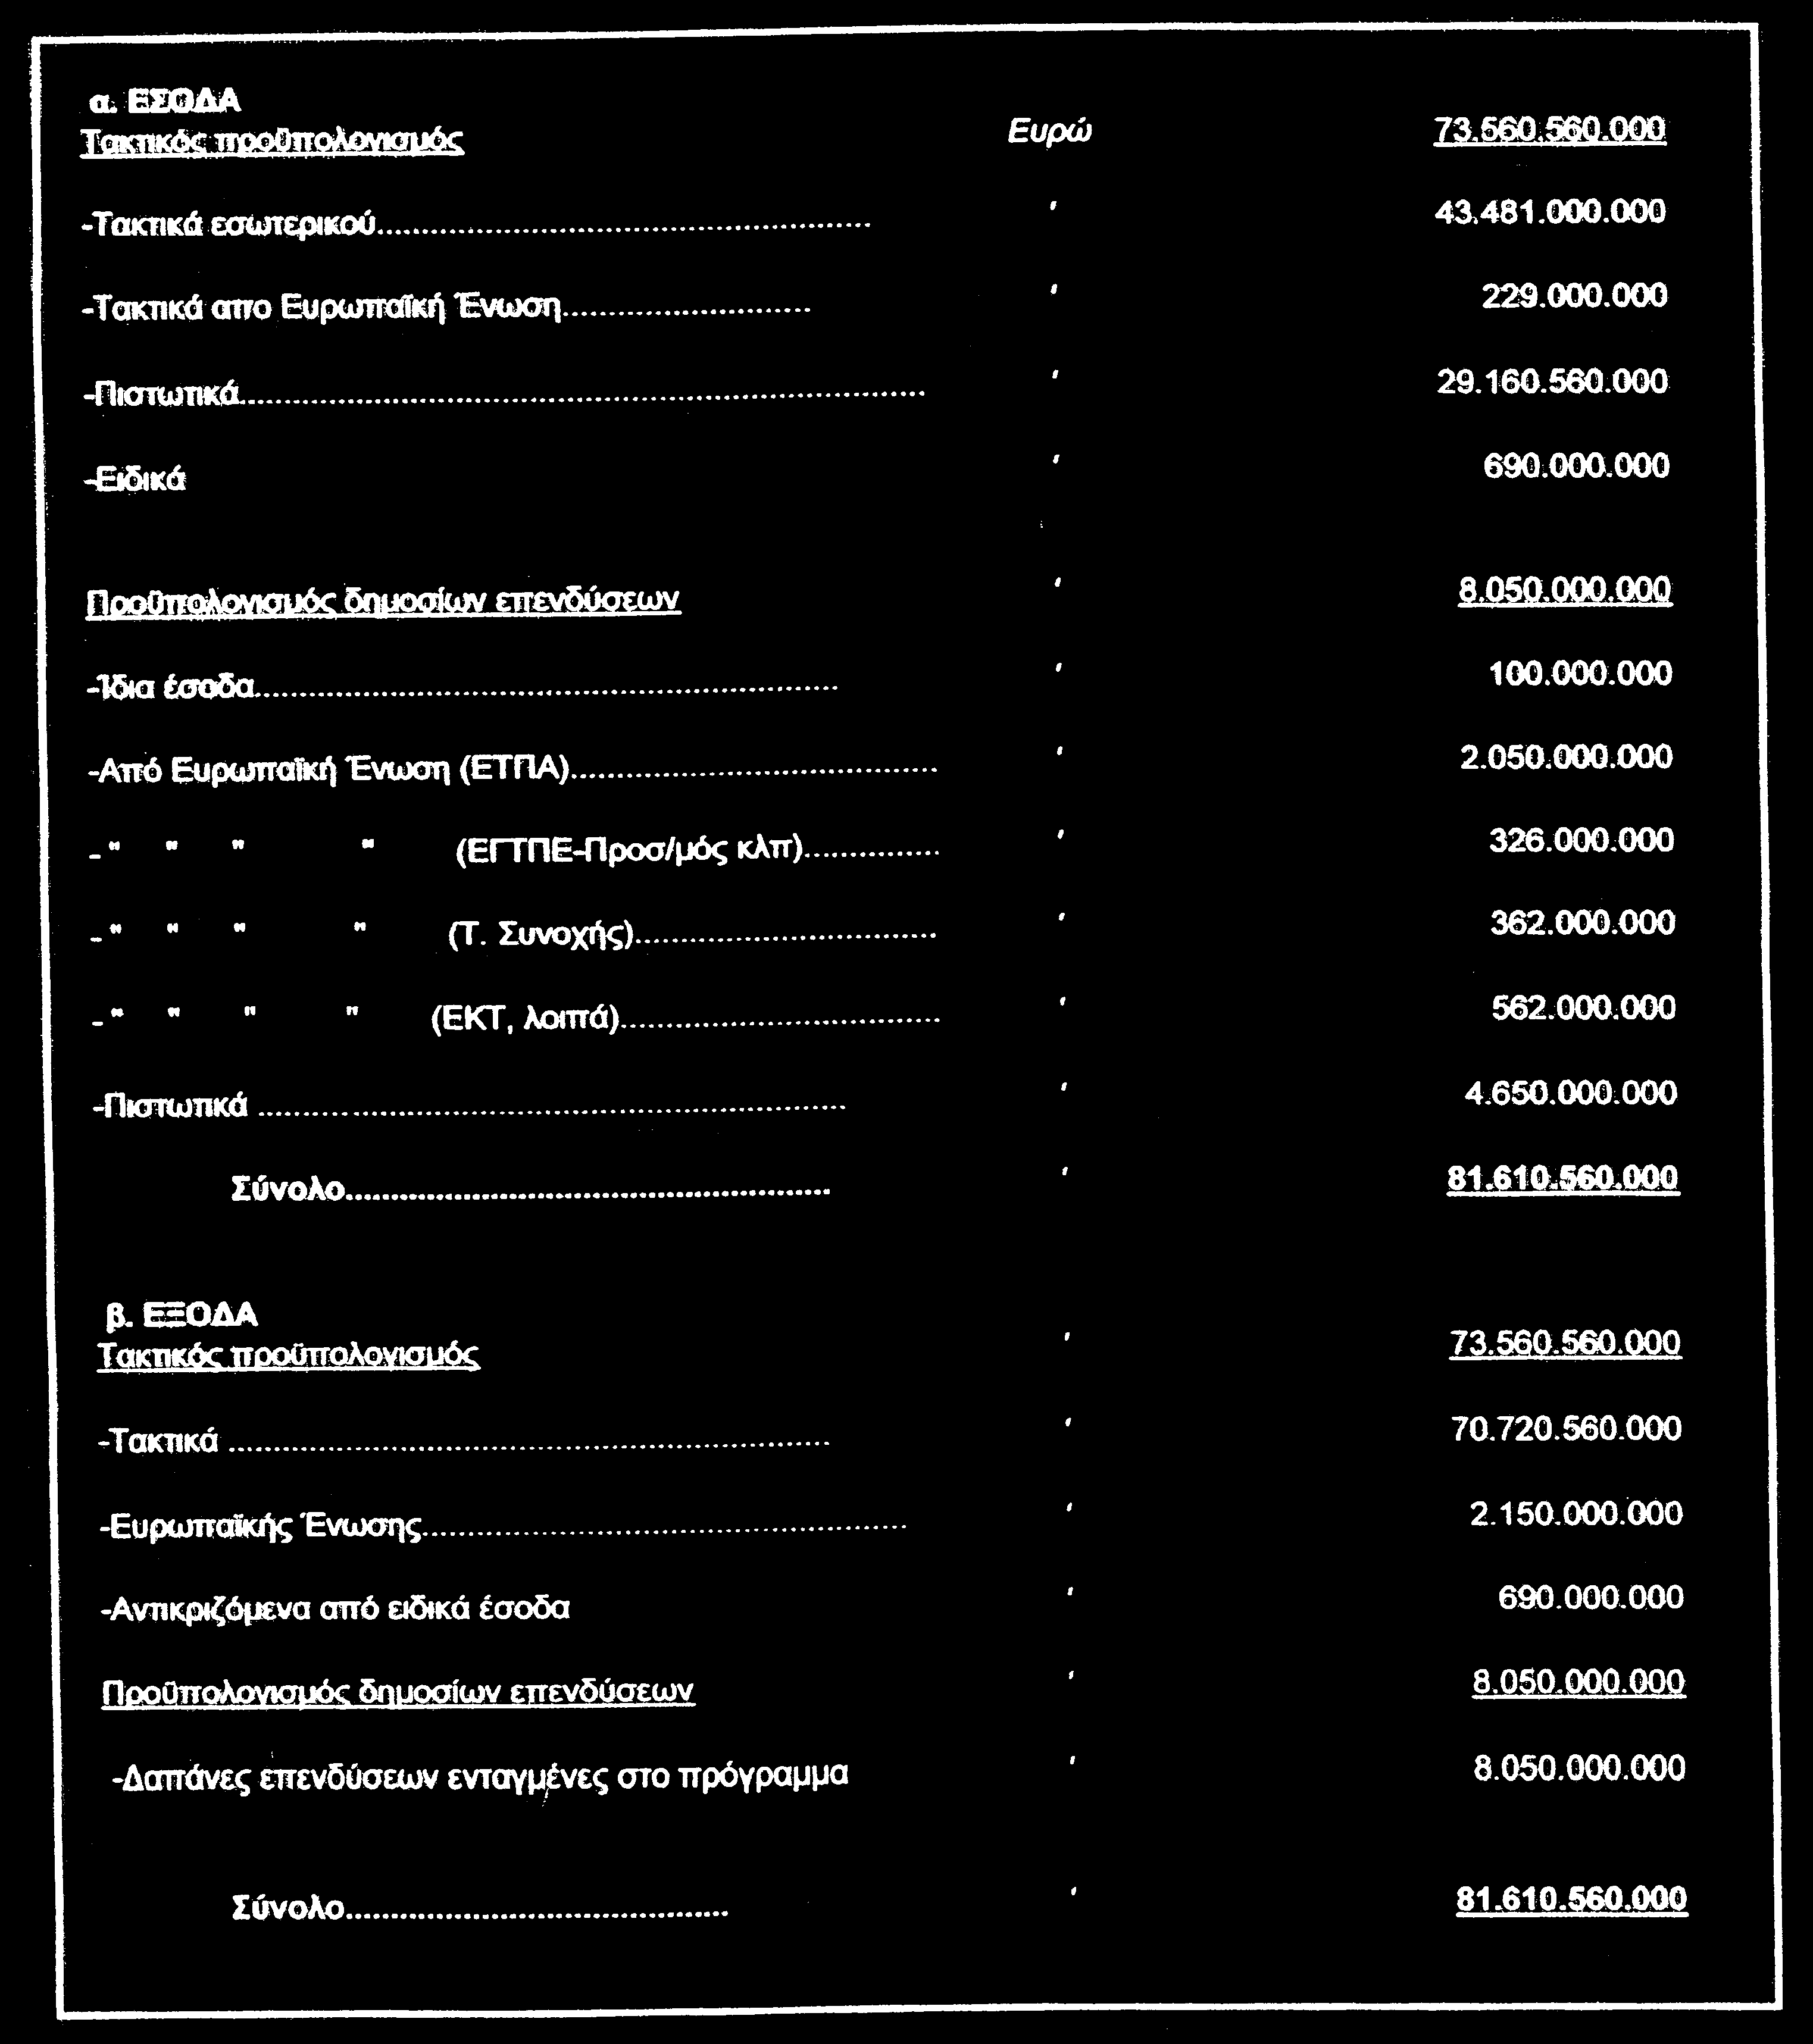 α. ΕΣΟΔΑ
Τακτικός προϋπολογισμός Ευρώ 73.560.560.000
-Τακτικά εσωτερικού........................................................... ' 43.481.000.000
-Τακτικά απο Ευρωπαϊκή Ένωση.............................. ' 229.000.000
-Πιστωτικά................................................................................ ' 29.160.560.000
-Ειδικά ' 690.000.000
Προϋπολογισμός δημοσίων επενδύσεων ' 8.050.000.000
-Ίδια έσοδα..................................................................... ' 100.000.000
-Από Ευρωπαϊκή Ένωση (ΕΤΠΑ)........................................... ' 2.050.000.000
-" " " " (ΕΓΤΠΕ-Προσ/μός κλπ)............... ' 326.000.000
-" " " " (Τ. Συνοχής)................................... ' 362.000.000
-" " " " (ΕΚΤ, λοιπά)..................................... ' 562.000.000
-Πιστωτικά ..................................................................... ' 4.650.000.000
Σύνολο......................................................... ' 81.610.560.000
β. ΕΞΟΔΑ
Τακτικός προϋπολογισμός ' 73.560.560.000
-Τακτικά ....................................................................... ' 70.720.560.000
-Ευρωπαϊκής Ένωσης......................................................... ' 2.150.000.000
-Αντικριζόμενα από ειδικά έσοδα ' 690.000.000
Προϋπολογισμός δημοσίων επενδύσεων ' 8.050.000.000
-Δαπάνες επενδύσεων ενταγμένες στο πρόγραμμα ' 8.050.000.000
Σύνολο............................................. ' 81.610.560.000